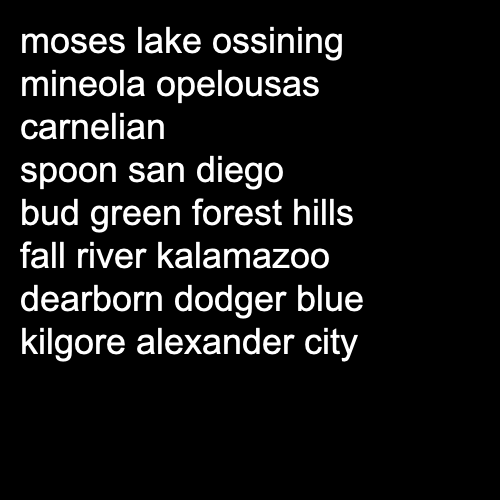 moses lake ossining
mineola opelousas
carnelian
spoon san diego
bud green forest hills
fall river kalamazoo
dearborn dodger blue
kilgore alexander city